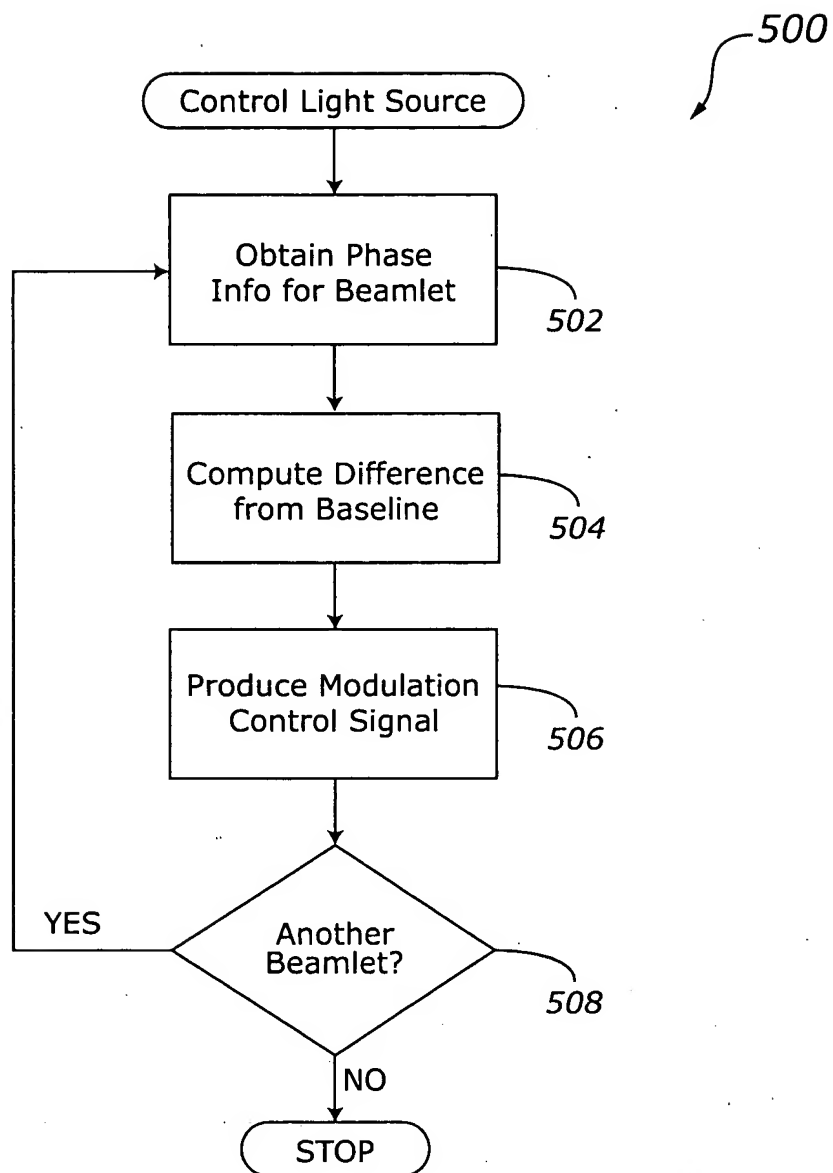 500
Control Light Source
Obtain Phase
Info for Beamlet
502
Compute Difference
from Baseline
504
Produce Modulation
Control Signal
506
YES
Another
Beamlet?
508
NO
STOP